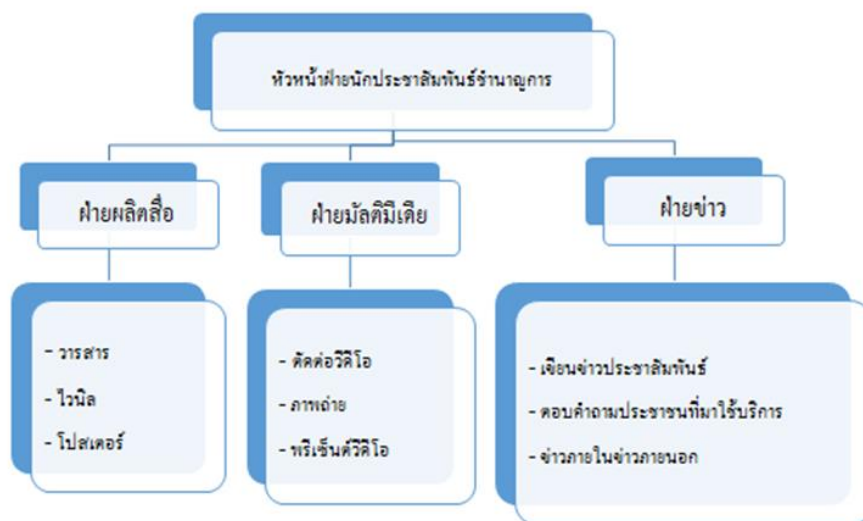 หัวหน้าฝ่ายนักประชาสัมพันธ์ชำนาญการ
ฝ่ายผลิตสื่อ
- วารสาร
- ไวนิล
- โปสเตอร์
ฝ่ายมัลติมีเดีย
- ตัดต่อวีดีโอ
- ภาพถ่าย
- พรีเซ็นต์วีดีโอ
ฝ่ายข่าว
- เขียนข่าวประชาสัมพันธ์
- ตอบคำถามประชาชนที่มาใช้บริการ
- ข่าวภายในข่าวภายนอก